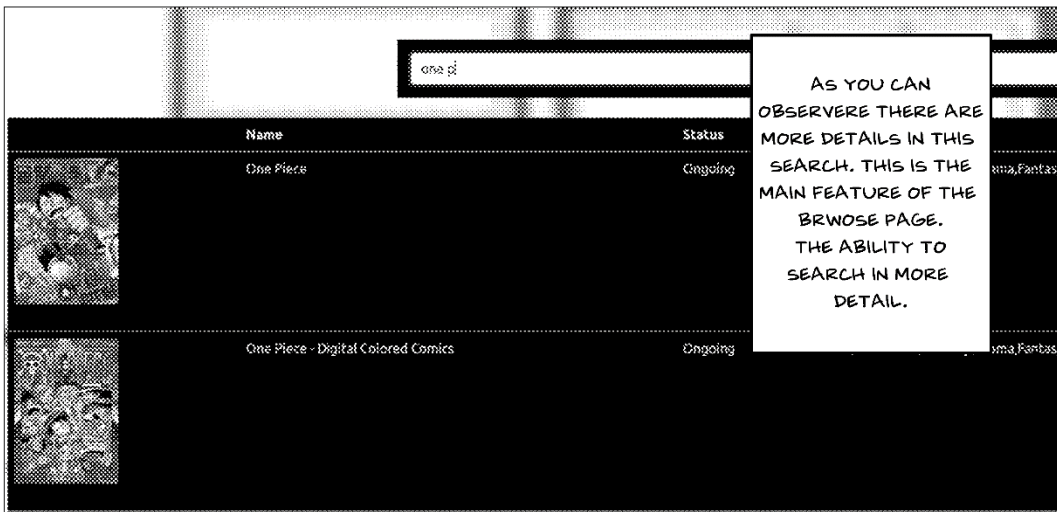 one p
AS YOU CAN
OBSERVERE THERE ARE
MORE DETAILS IN THIS
SEARCH. THIS IS THE
MAIN FEATURE OF THE
BRWOSE PAGE.
THE ABILITY TO
SEARCH IN MORE
DETAIL.
Name Status
One Piece Ongoing ama,Fantas
One Piece - Digital Colored Comics Ongoing ama,Fantas